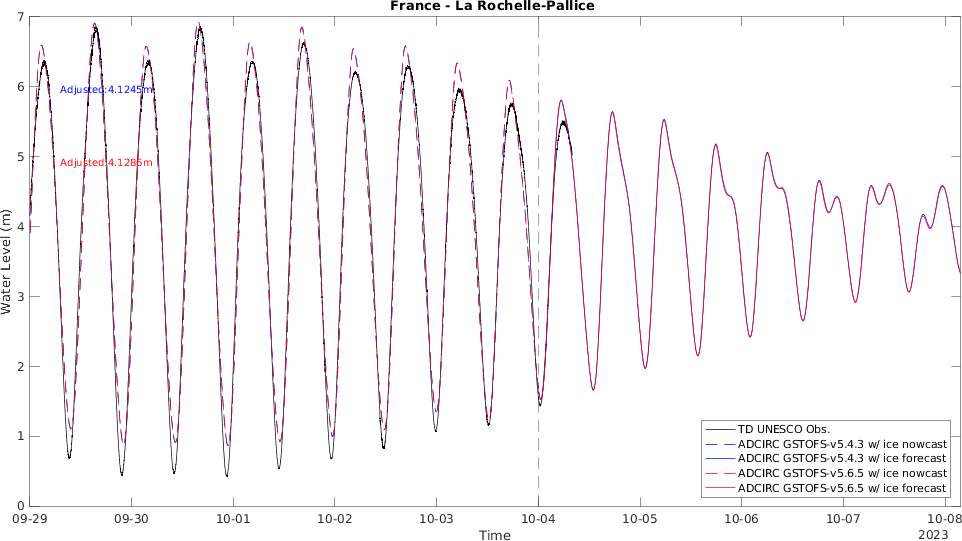 France - La Rochelle-Pallice
Water Level (m)
7
6
5
4
3
2
1
0
Adjusted:4.1245m
Adjusted:4.1286m
TD UNESCO Obs.
ADCIRC GSTOFS-v5.4.3 w/ ice nowcast
ADCIRC GSTOFS-v5.4.3 w/ ice forecast
ADCIRC GSTOFS-v5.6.5 w/ ice nowcast
ADCIRC GSTOFS-v5.6.5 w/ ice forecast
09-29 09-30 10-01 10-02 10-03 10-04 10-05 10-06 10-07 10-08
Time
2023